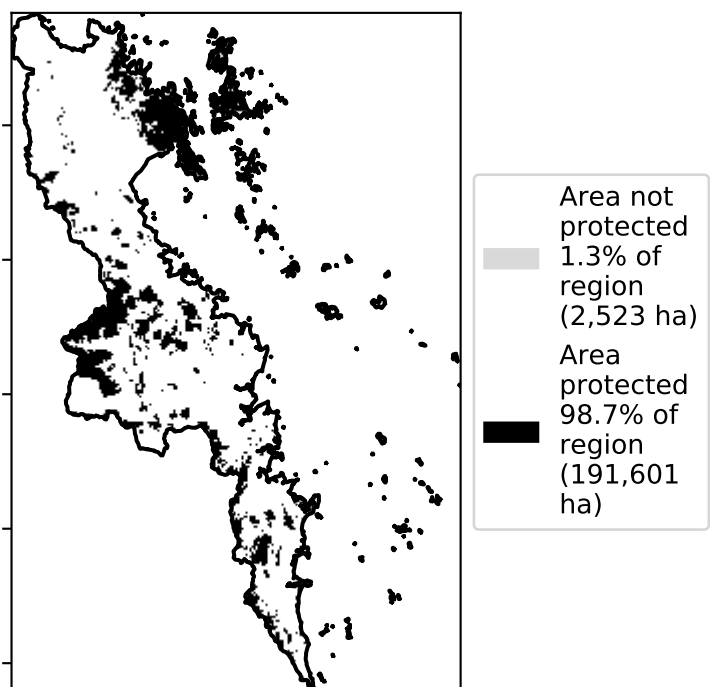 Area not
protected
1.3% of
region
(2,523 ha)
Area
protected
98.7% of
region
(191,601
ha)